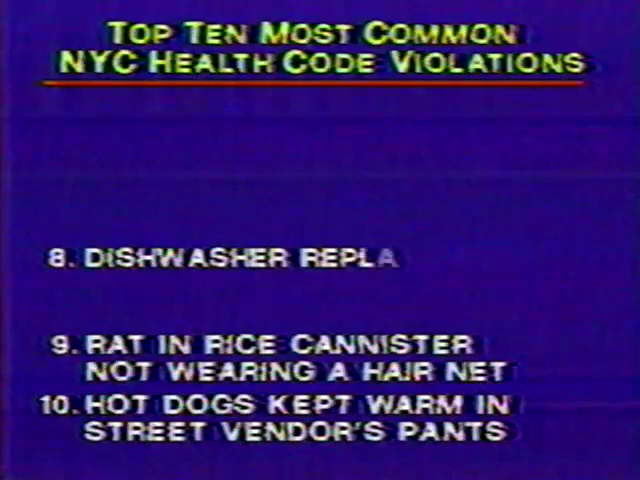 TOP TEN MOST COMMON
NYC HEALTH CODE VIOLATIONS
8. DISHWASHER REPLA
9. RAT IN RICE CANNISTER
NOT WEARING A HAIR NET
10. HOT DOGS KEPT WARM IN
STREET VENDOR'S PANTS